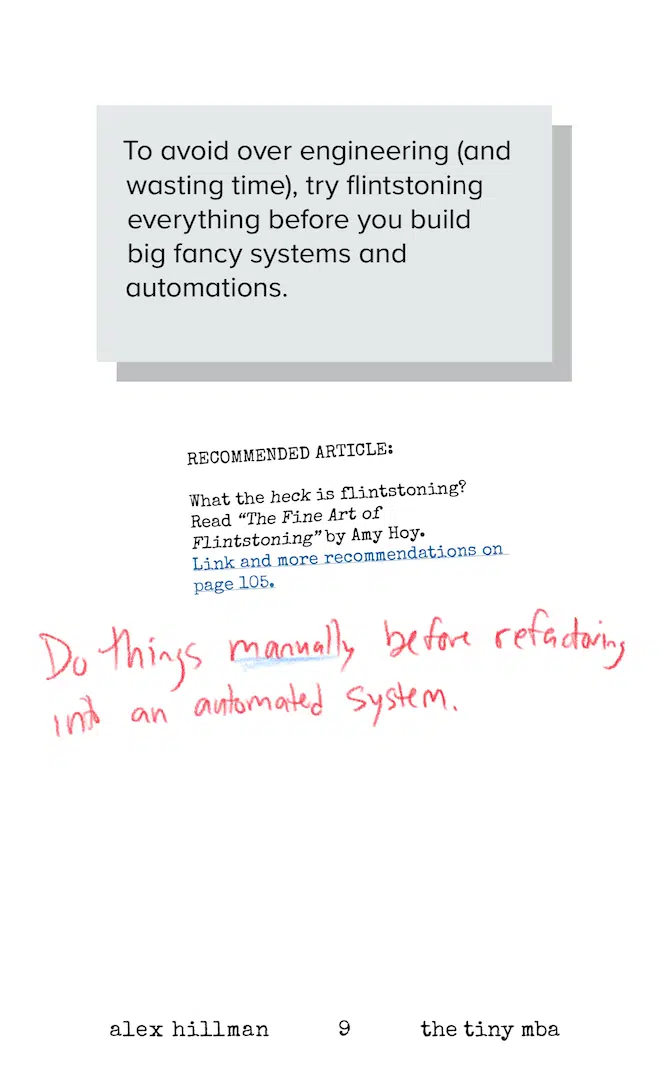 To avoid over engineering (and
wasting time), try flintstoning
everything before you build
big fancy systems and
automations.
RECOMMENDED ARTICLE:
What the heck is flintstoning?
Read “The Fine Art of
Flintstoning” by Amy Hoy.
Link and more recommendations on
page 105.
Do things manually before refactoring
into an automated system.
alex hillman 9 the tiny mba